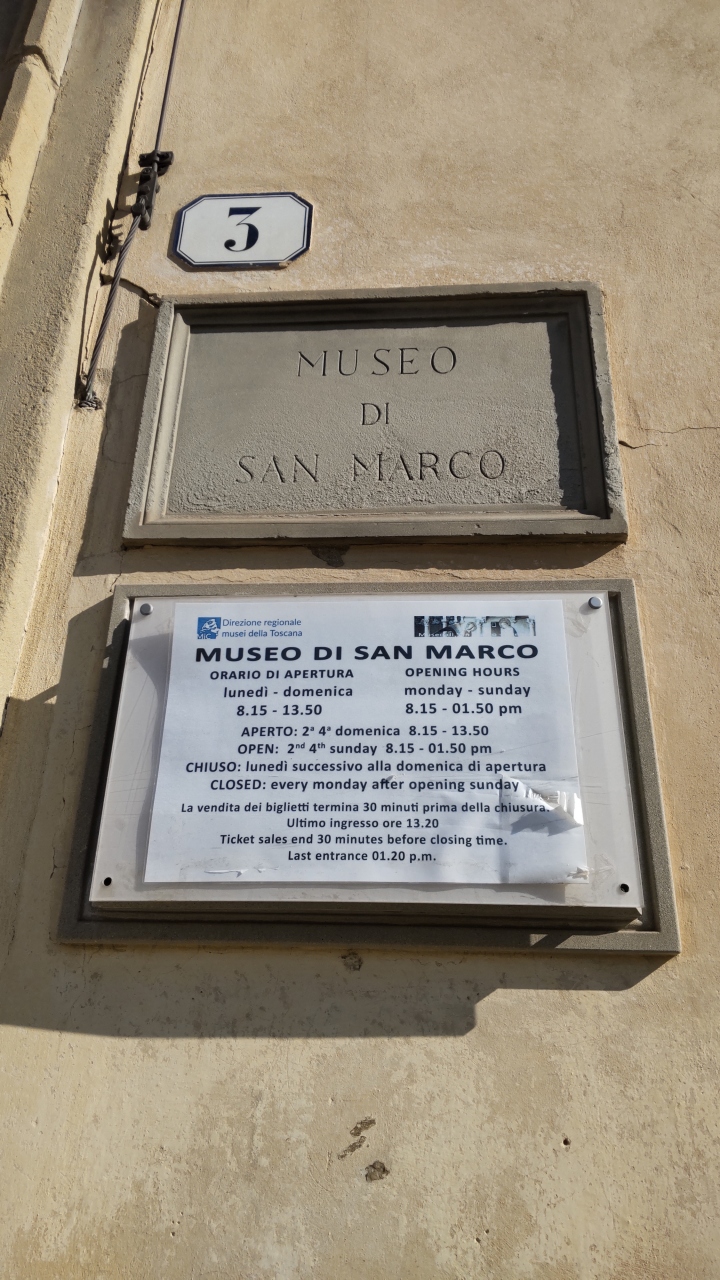 3
MUSEO
DI
SAN MARCO
MiC
Direzione regionale
musei della Toscana
MUSEO DI SAN MARCO
ORARIO DI APERTURA
lunedì - domenica
8.15 - 13.50
OPENING HOURS
monday - sunday
8.15 - 01.50 pm
APERTO: 2ª 4ª domenica 8.15 - 13.50
OPEN: 2nd 4th sunday 8.15 - 01.50 pm
CHIUSO: lunedì successivo alla domenica di apertura
CLOSED: every monday after opening sunday
La vendita dei biglietti termina 30 minuti prima della chiusura.
Ultimo ingresso ore 13.20
Ticket sales end 30 minutes before closing time.
Last entrance 01.20 p.m.